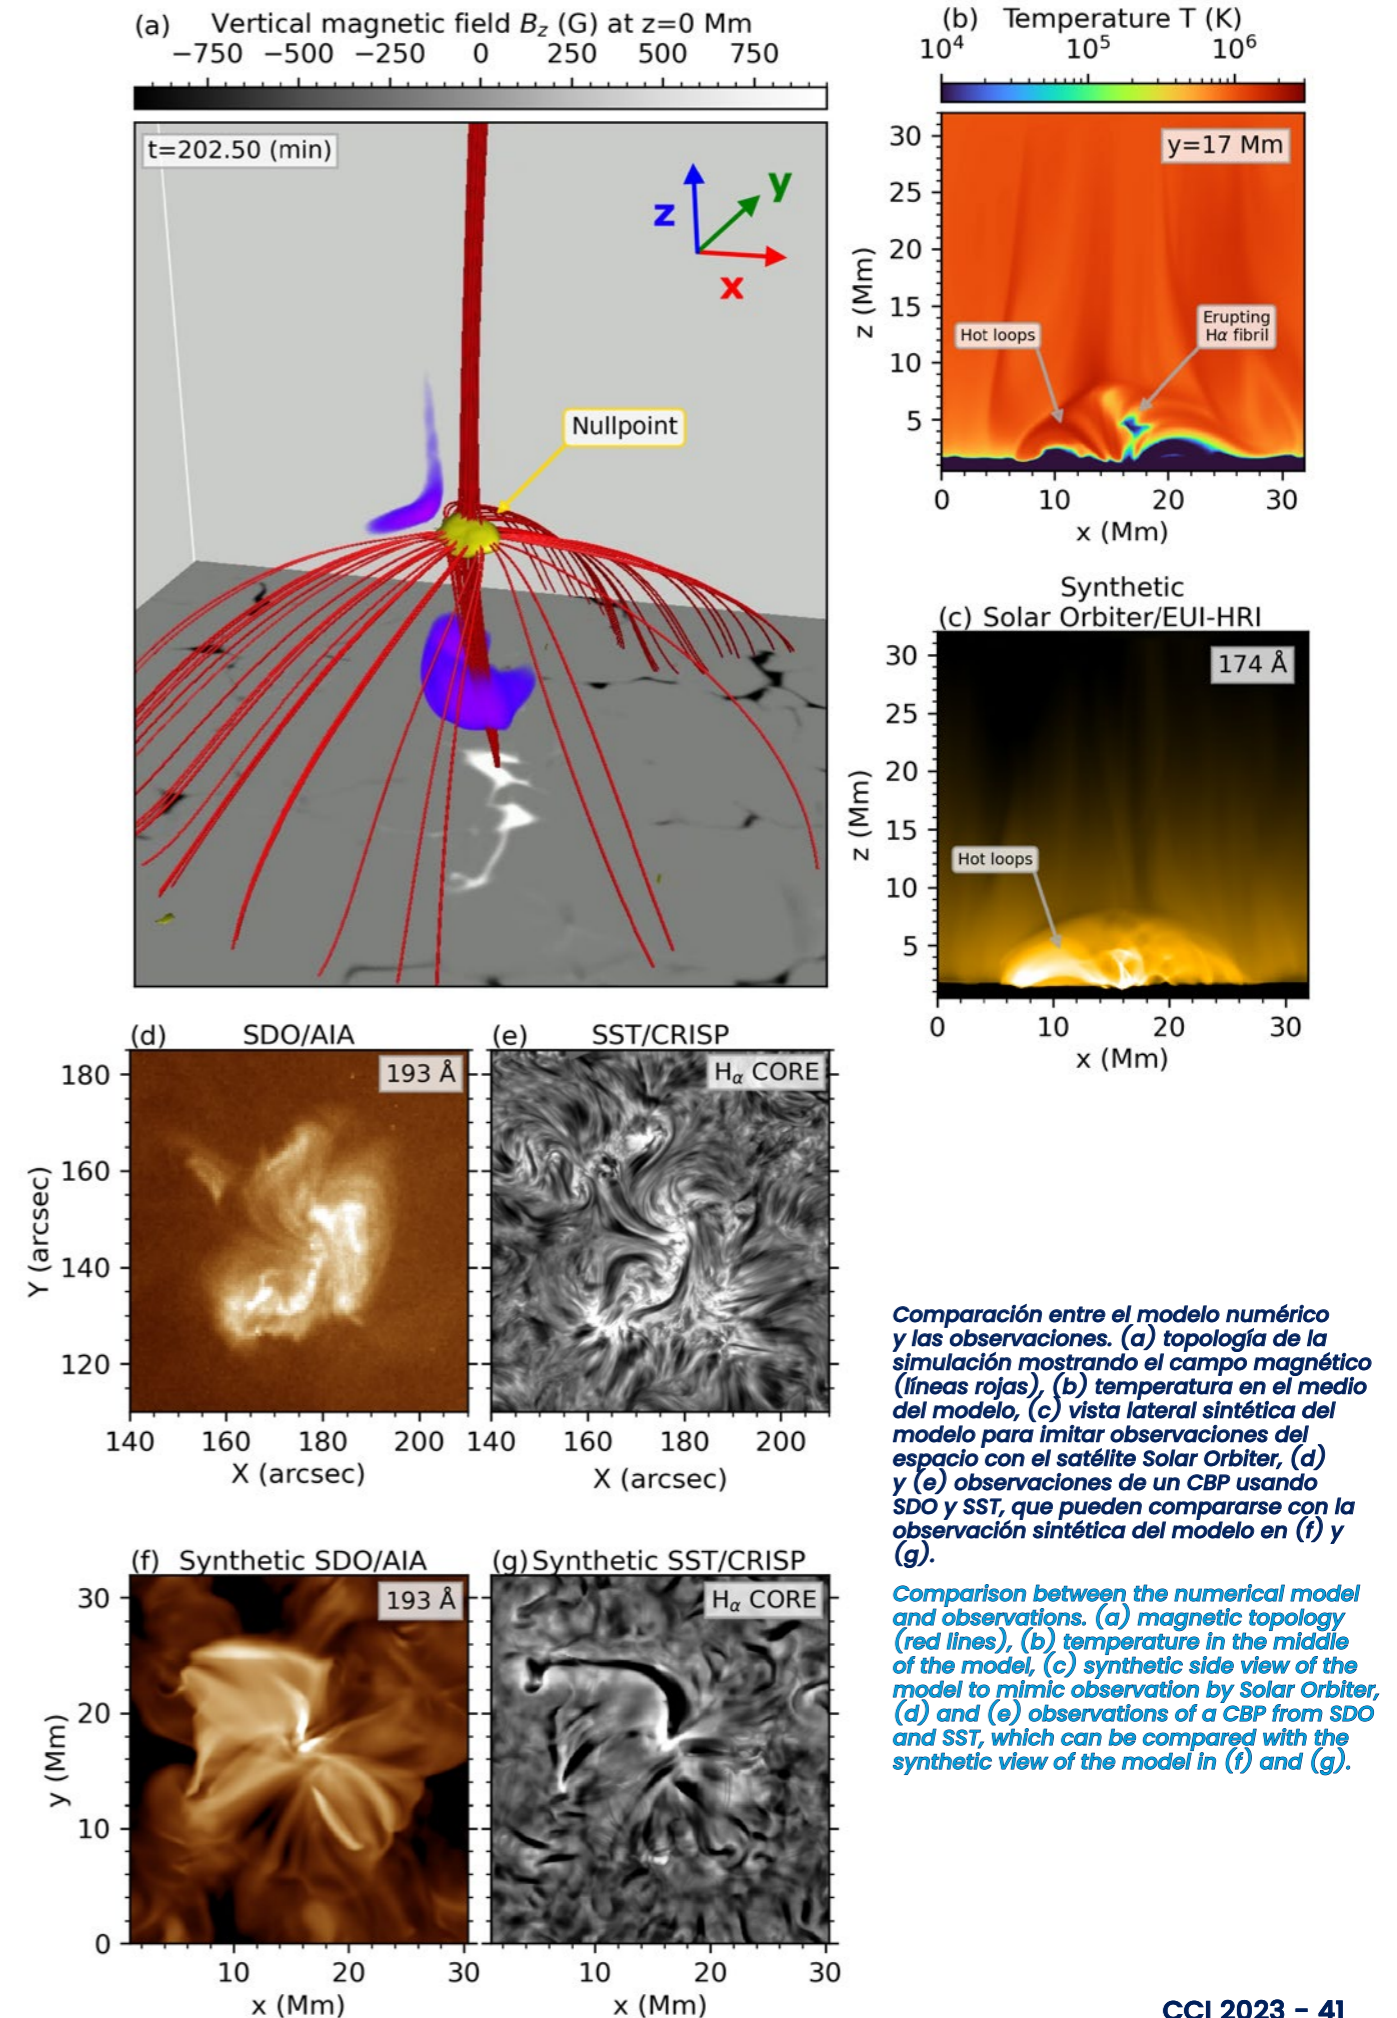 (a) Vertical magnetic field Bz (G) at z=0 Mm
−750 −500 −250 0 250 500 750
t=202.50 (min)
z
y
x
Nullpoint
(b) Temperature T (K)
10⁴ 10⁵ 10⁶
y=17 Mm
Hot loops
Erupting
Hα fibril
30
25
20
15
10
5
z (Mm)
0 10 20 30
x (Mm)
Synthetic
(c) Solar Orbiter/EUI-HRI
174 Å
Hot loops
30
25
20
15
10
5
z (Mm)
0 10 20 30
x (Mm)
(d) SDO/AIA
193 Å
180
160
140
120
Y (arcsec)
140 160 180 200
X (arcsec)
(e) SST/CRISP
Hα CORE
140 160 180 200
X (arcsec)
(f) Synthetic SDO/AIA
193 Å
30
20
10
0
y (Mm)
10 20 30
x (Mm)
(g) Synthetic SST/CRISP
Hα CORE
10 20 30
x (Mm)
Comparación entre el modelo numérico
y las observaciones. (a) topología de la
simulación mostrando el campo magnético
(líneas rojas), (b) temperatura en el medio
del modelo, (c) vista lateral sintética del
modelo para imitar observaciones del
espacio con el satélite Solar Orbiter, (d)
y (e) observaciones de un CBP usando
SDO y SST, que pueden compararse con la
observación sintética del modelo en (f) y
(g).
Comparison between the numerical model
and observations. (a) magnetic topology
(red lines), (b) temperature in the middle
of the model, (c) synthetic side view of the
model to mimic observation by Solar Orbiter,
(d) and (e) observations of a CBP from SDO
and SST, which can be compared with the
synthetic view of the model in (f) and (g).
CCI 2023 - 41